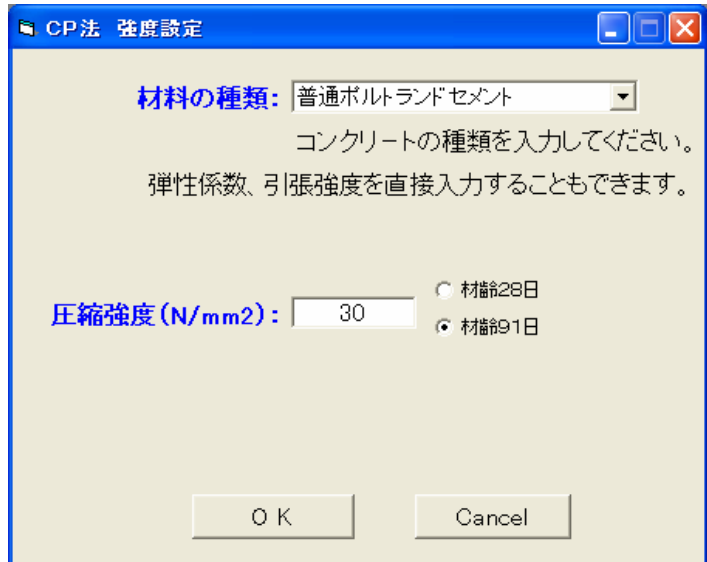 CP法 強度設定
材料の種類: 普通ポルトランドセメント
コンクリートの種類を入力してください。
弾性係数、引張強度を直接入力することもできます。
材齢28日
圧縮強度(N/mm2): 30
材齢91日
OK Cancel